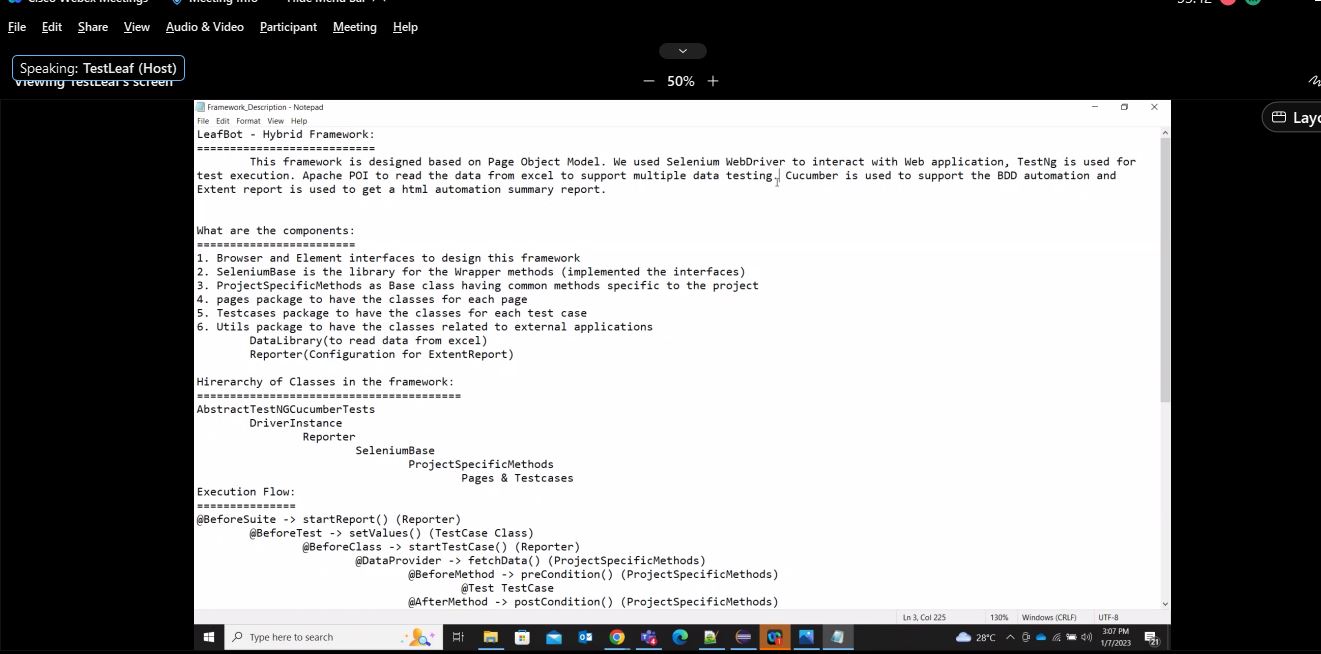 Cisco Webex Meetings Meeting Info Hide Menu Bar
File Edit Share View Audio & Video Participant Meeting Help
Speaking: TestLeaf (Host)
Viewing TestLeaf's screen
50%
Framework_Description - Notepad
File Edit Format View Help
LeafBot - Hybrid Framework:
===========================
This framework is designed based on Page Object Model. We used Selenium WebDriver to interact with Web application, TestNg is used for
test execution. Apache POI to read the data from excel to support multiple data testing. Cucumber is used to support the BDD automation and
Extent report is used to get a html automation summary report.
What are the components:
========================
1. Browser and Element interfaces to design this framework
2. SeleniumBase is the library for the Wrapper methods (implemented the interfaces)
3. ProjectSpecificMethods as Base class having common methods specific to the project
4. pages package to have the classes for each page
5. Testcases package to have the classes for each test case
6. Utils package to have the classes related to external applications
DataLibrary(to read data from excel)
Reporter(Configuration for ExtentReport)
Hirerarchy of Classes in the framework:
========================================
AbstractTestNGCucumberTests
DriverInstance
Reporter
SeleniumBase
ProjectSpecificMethods
Pages & Testcases
Execution Flow:
===============
@BeforeSuite -> startReport() (Reporter)
@BeforeTest -> setValues() (TestCase Class)
@BeforeClass -> startTestCase() (Reporter)
@DataProvider -> fetchData() (ProjectSpecificMethods)
@BeforeMethod -> preCondition() (ProjectSpecificMethods)
@Test TestCase
@AfterMethod -> postCondition() (ProjectSpecificMethods)
Ln 3, Col 225 130% Windows (CRLF) UTF-8
Type here to search
28°C
3:07 PM
1/7/2023
21